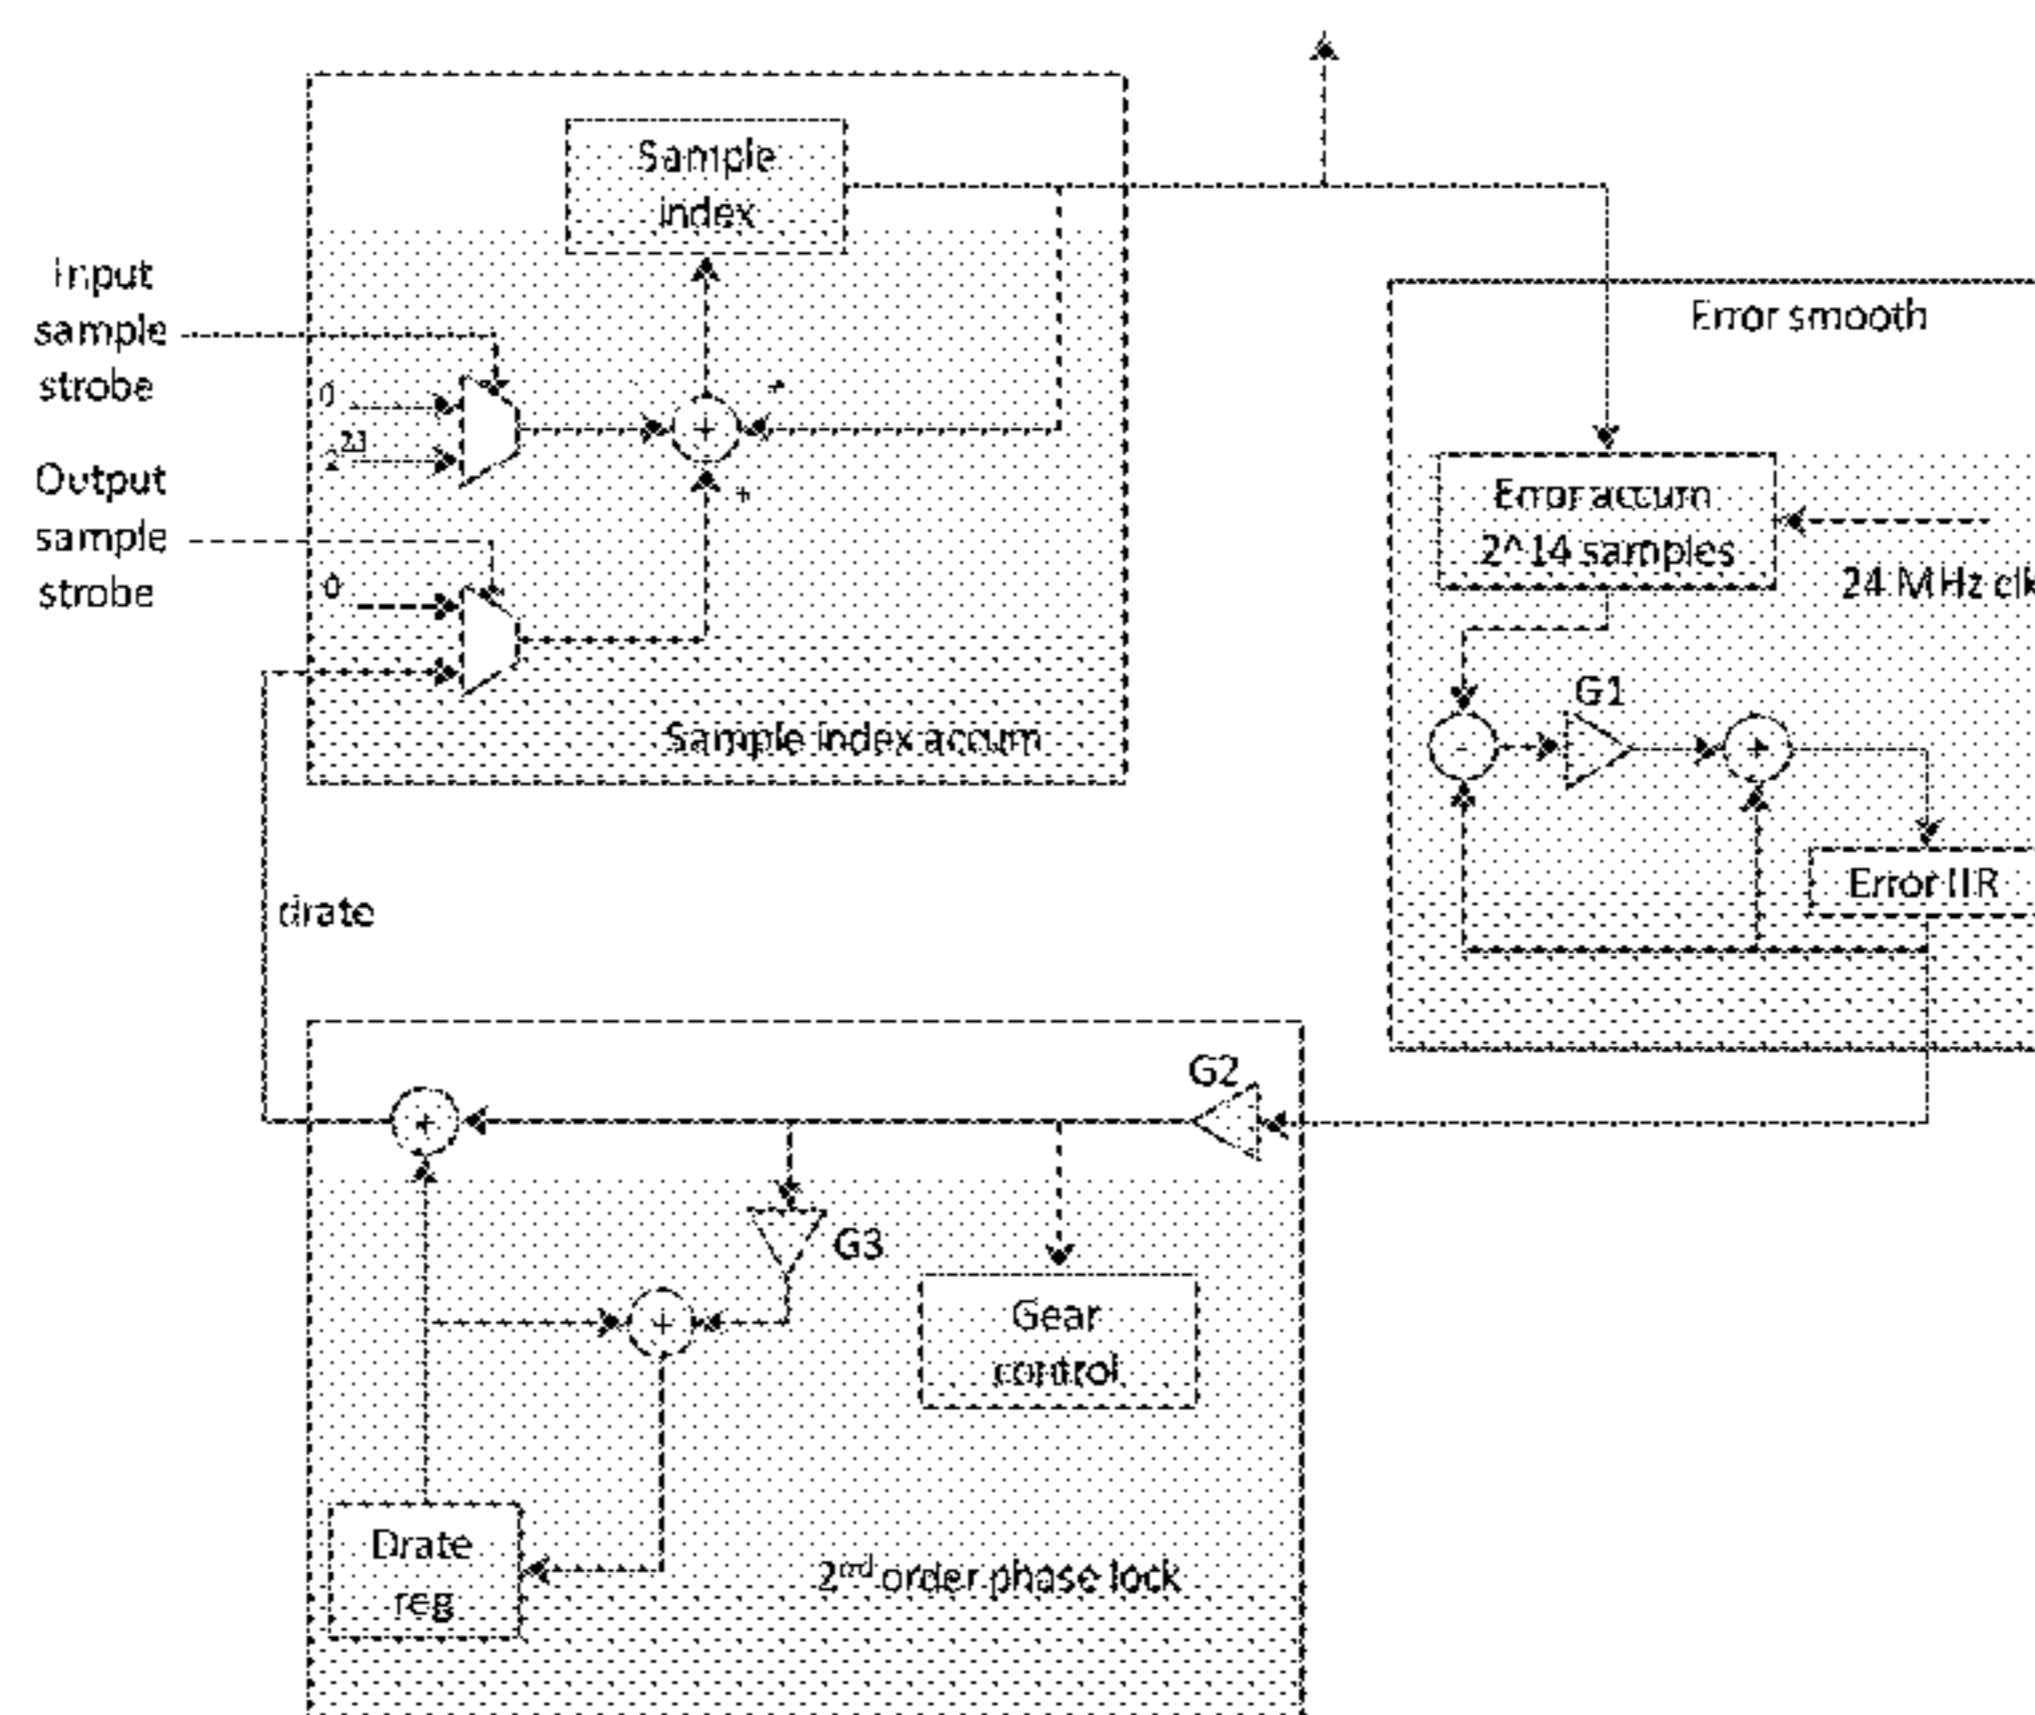 Sample
index
Input
sample
strobe
0
Output
sample
strobe
0
+
+
Sample index accum
Error smooth
Error accum
2^14 samples
24 MHz clk
G1
-
+
Error IIR
drate
G2
+
G3
+
Gear
control
Drate
reg
2nd order phase lock